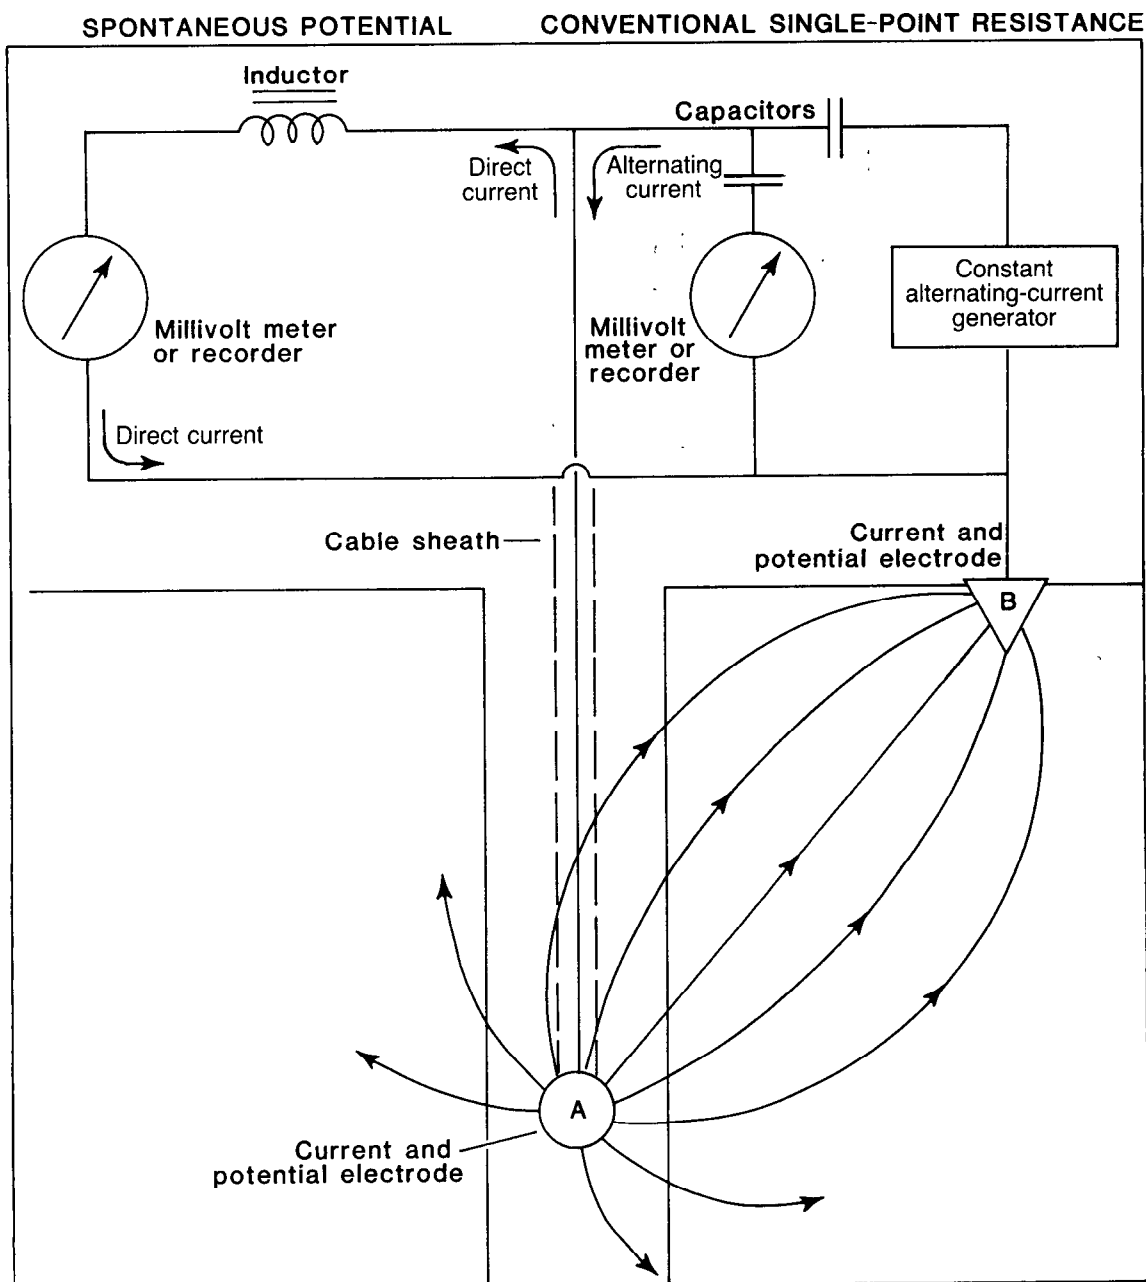 SPONTANEOUS POTENTIAL
CONVENTIONAL SINGLE-POINT RESISTANCE
Inductor
Capacitors
Direct
current
Alternating
current
Millivolt meter
or recorder
Millivolt
meter or
recorder
Constant
alternating-current
generator
Direct current
Cable sheath
Current and
potential electrode
B
A
Current and
potential electrode